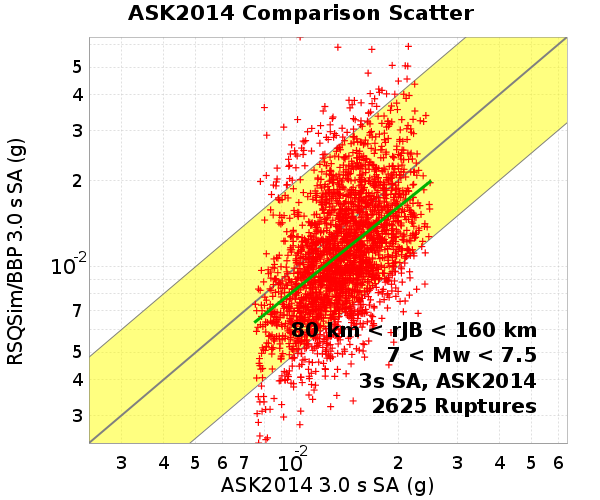 ASK2014 Comparison Scatter
RSQSim/BBP 3.0 s SA (g)
5
4
3
2
10-2
7
5
4
3
80 km < rJB < 160 km
7 < Mw < 7.5
3s SA, ASK2014
2625 Ruptures
3 4 5 6 7 10-2 2 3 4 5 6
ASK2014 3.0 s SA (g)